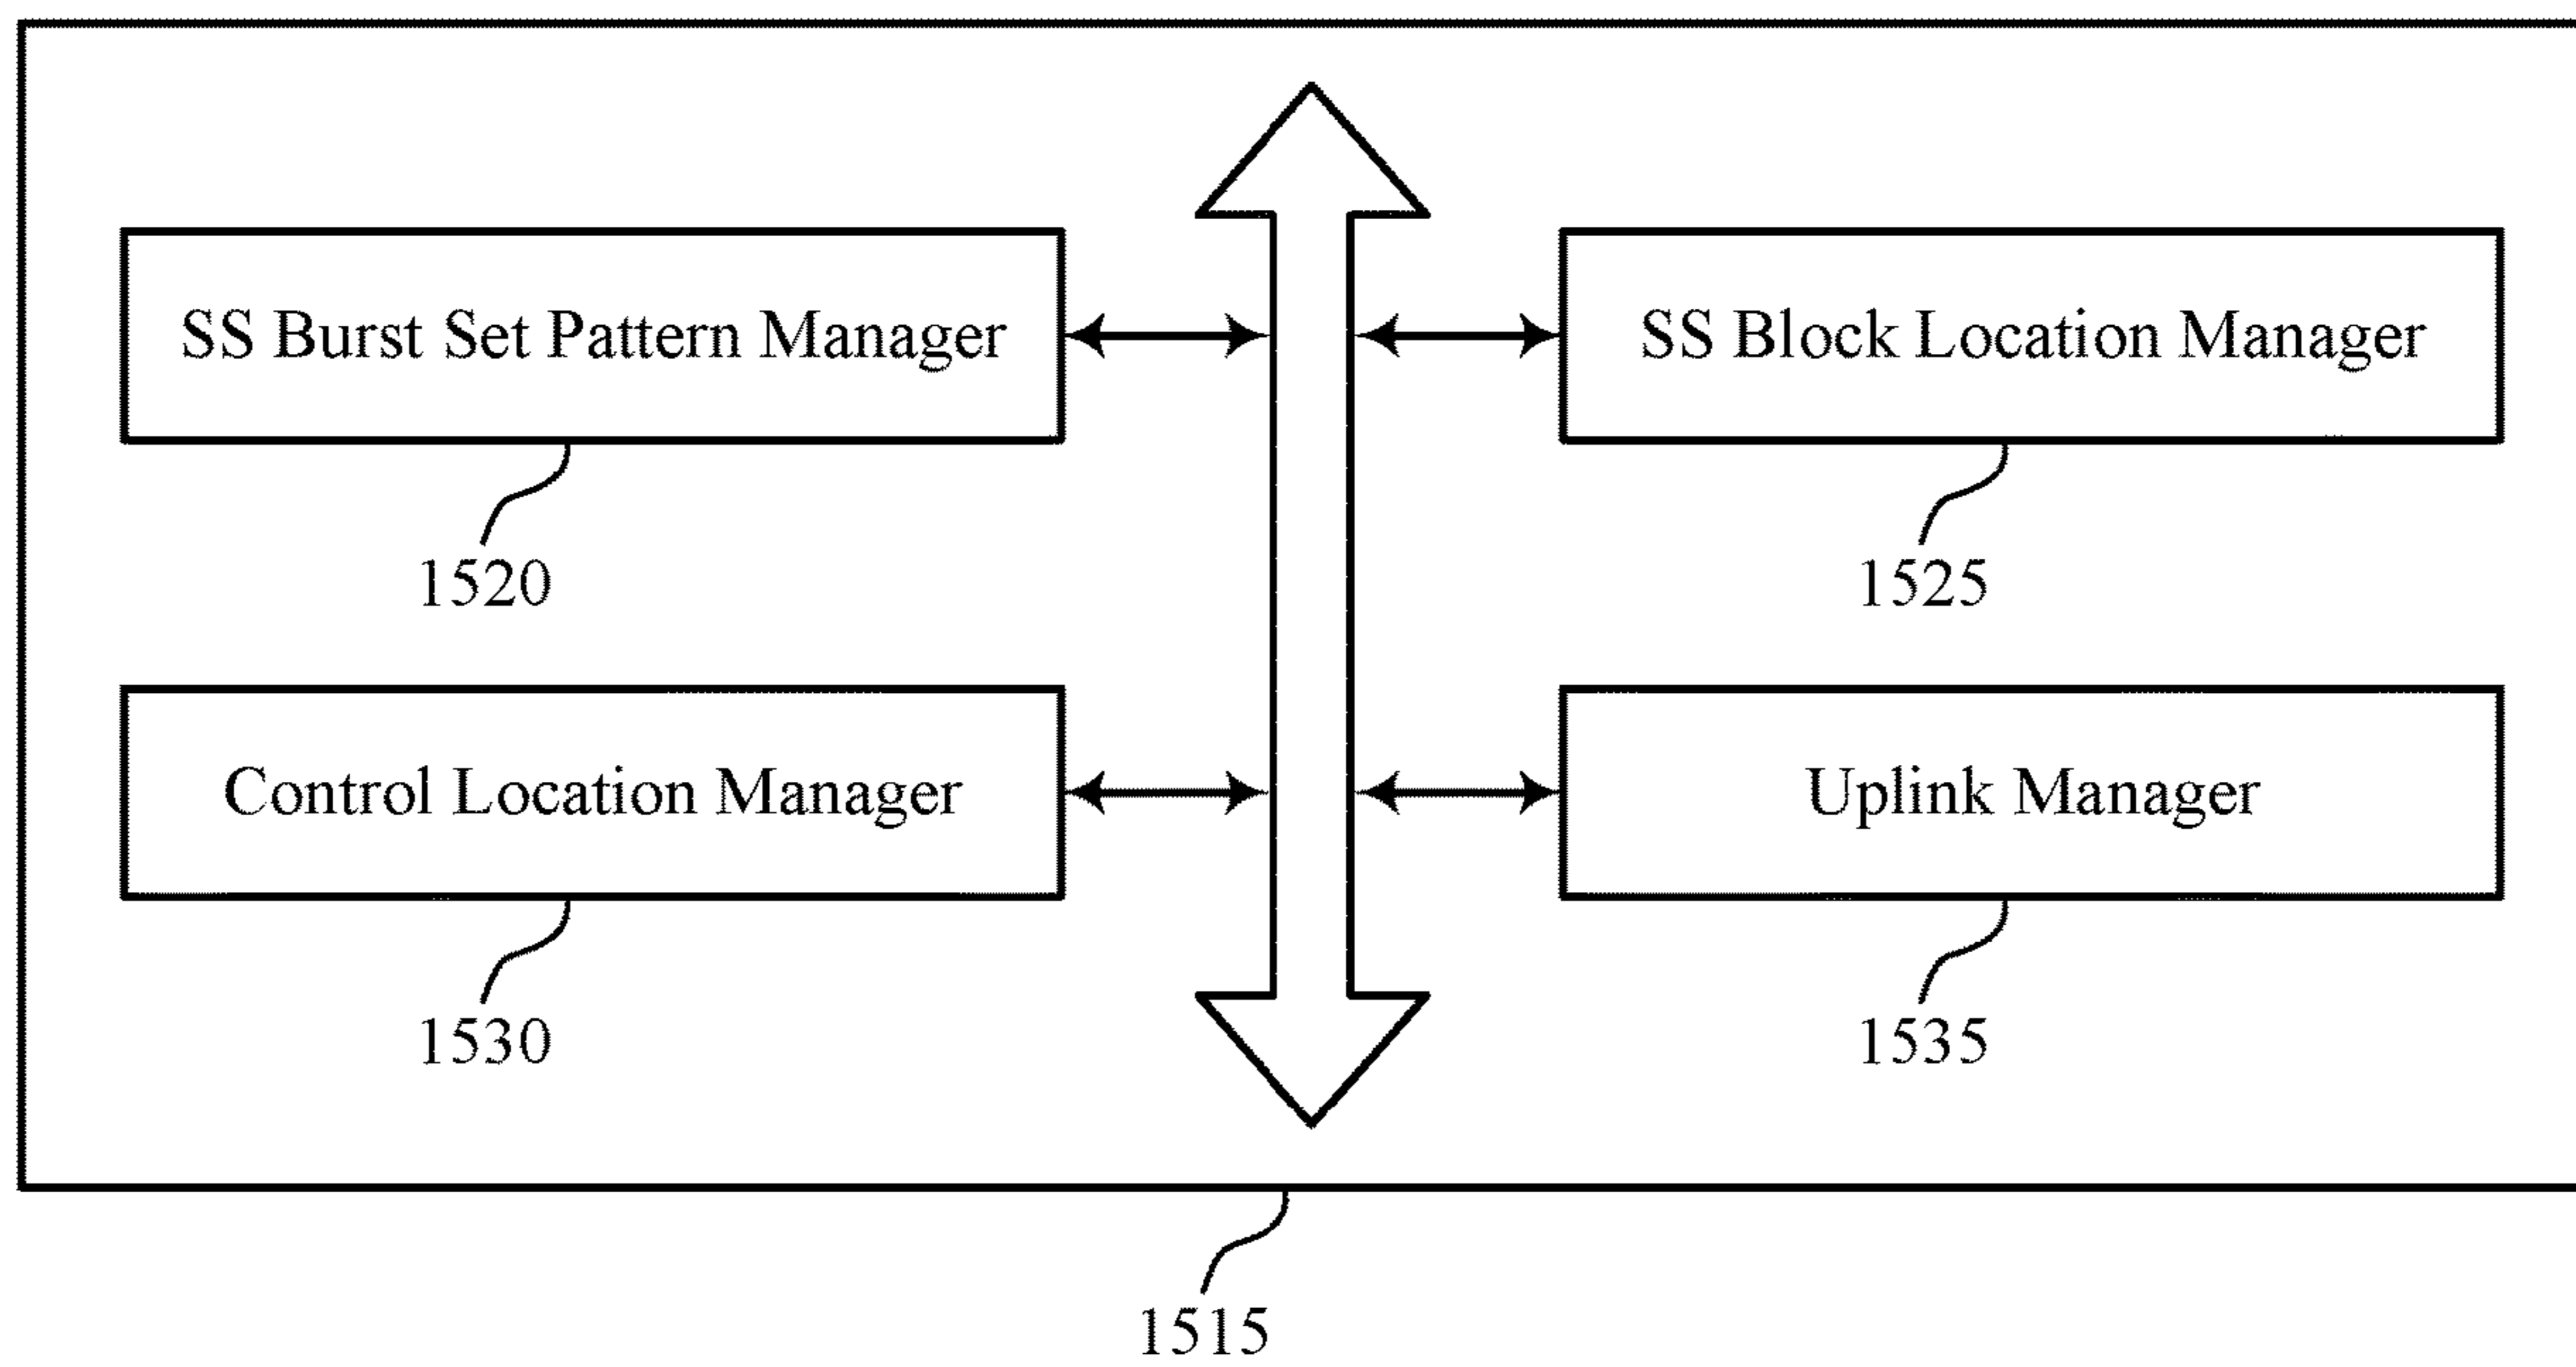 SS Burst Set Pattern Manager
SS Block Location Manager
1520
1525
Control Location Manager
Uplink Manager
1530
1535
1515